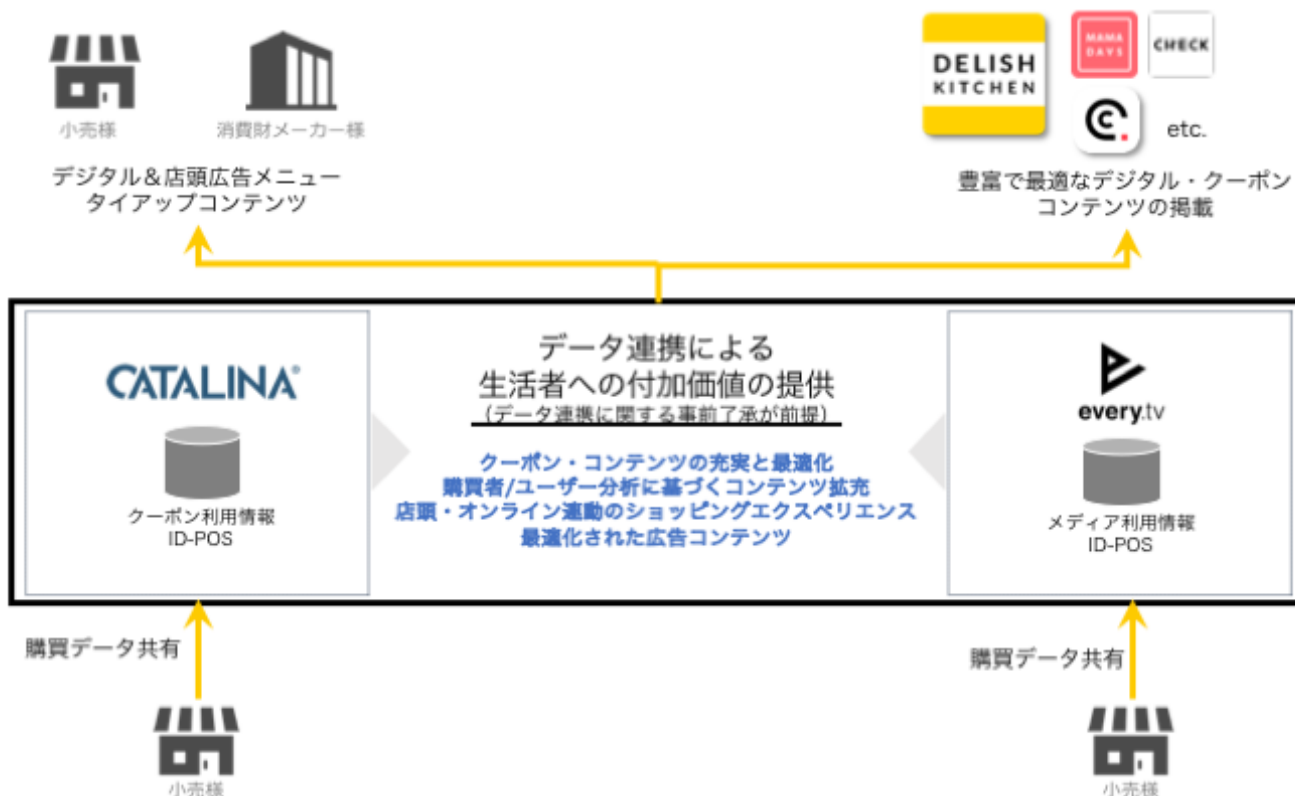 小売様
消費財メーカー様
デジタル＆店頭広告メニュー
タイアップコンテンツ
DELISH
KITCHEN
MAMA
DAYS
CHECK
etc.
豊富で最適なデジタル・クーポン
コンテンツの掲載
CATALINA®
クーポン利用情報
ID-POS
データ連携による
生活者への付加価値の提供
（データ連携に関する事前了承が前提）
クーポン・コンテンツの充実と最適化
購買者/ユーザー分析に基づくコンテンツ拡充
店頭・オンライン連動のショッピングエクスペリエンス
最適化された広告コンテンツ
every.tv
メディア利用情報
ID-POS
購買データ共有
小売様
購買データ共有
小売様